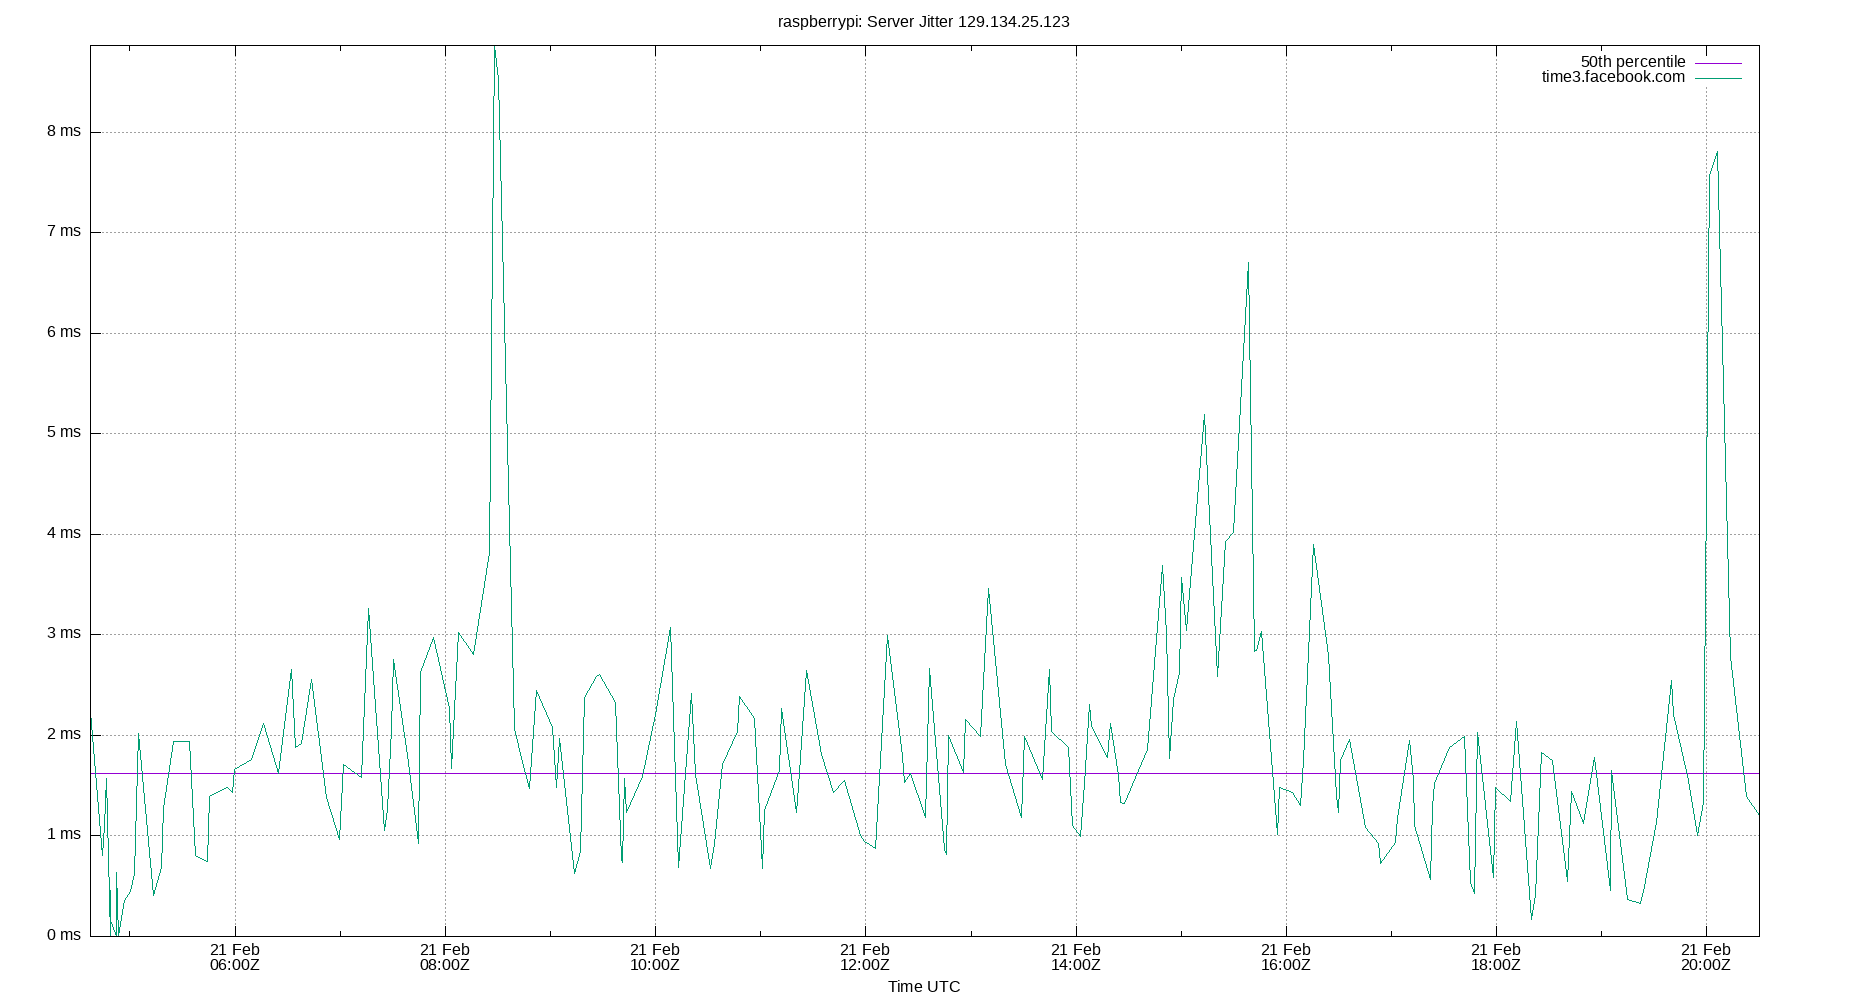 raspberrypi: Server Jitter 129.134.25.123
50th percentile
time3.facebook.com
8 ms
7 ms
6 ms
5 ms
4 ms
3 ms
2 ms
1 ms
0 ms
21 Feb 21 Feb 21 Feb 21 Feb 21 Feb 21 Feb 21 Feb 21 Feb
06:00Z 08:00Z 10:00Z 12:00Z 14:00Z 16:00Z 18:00Z 20:00Z
Time UTC